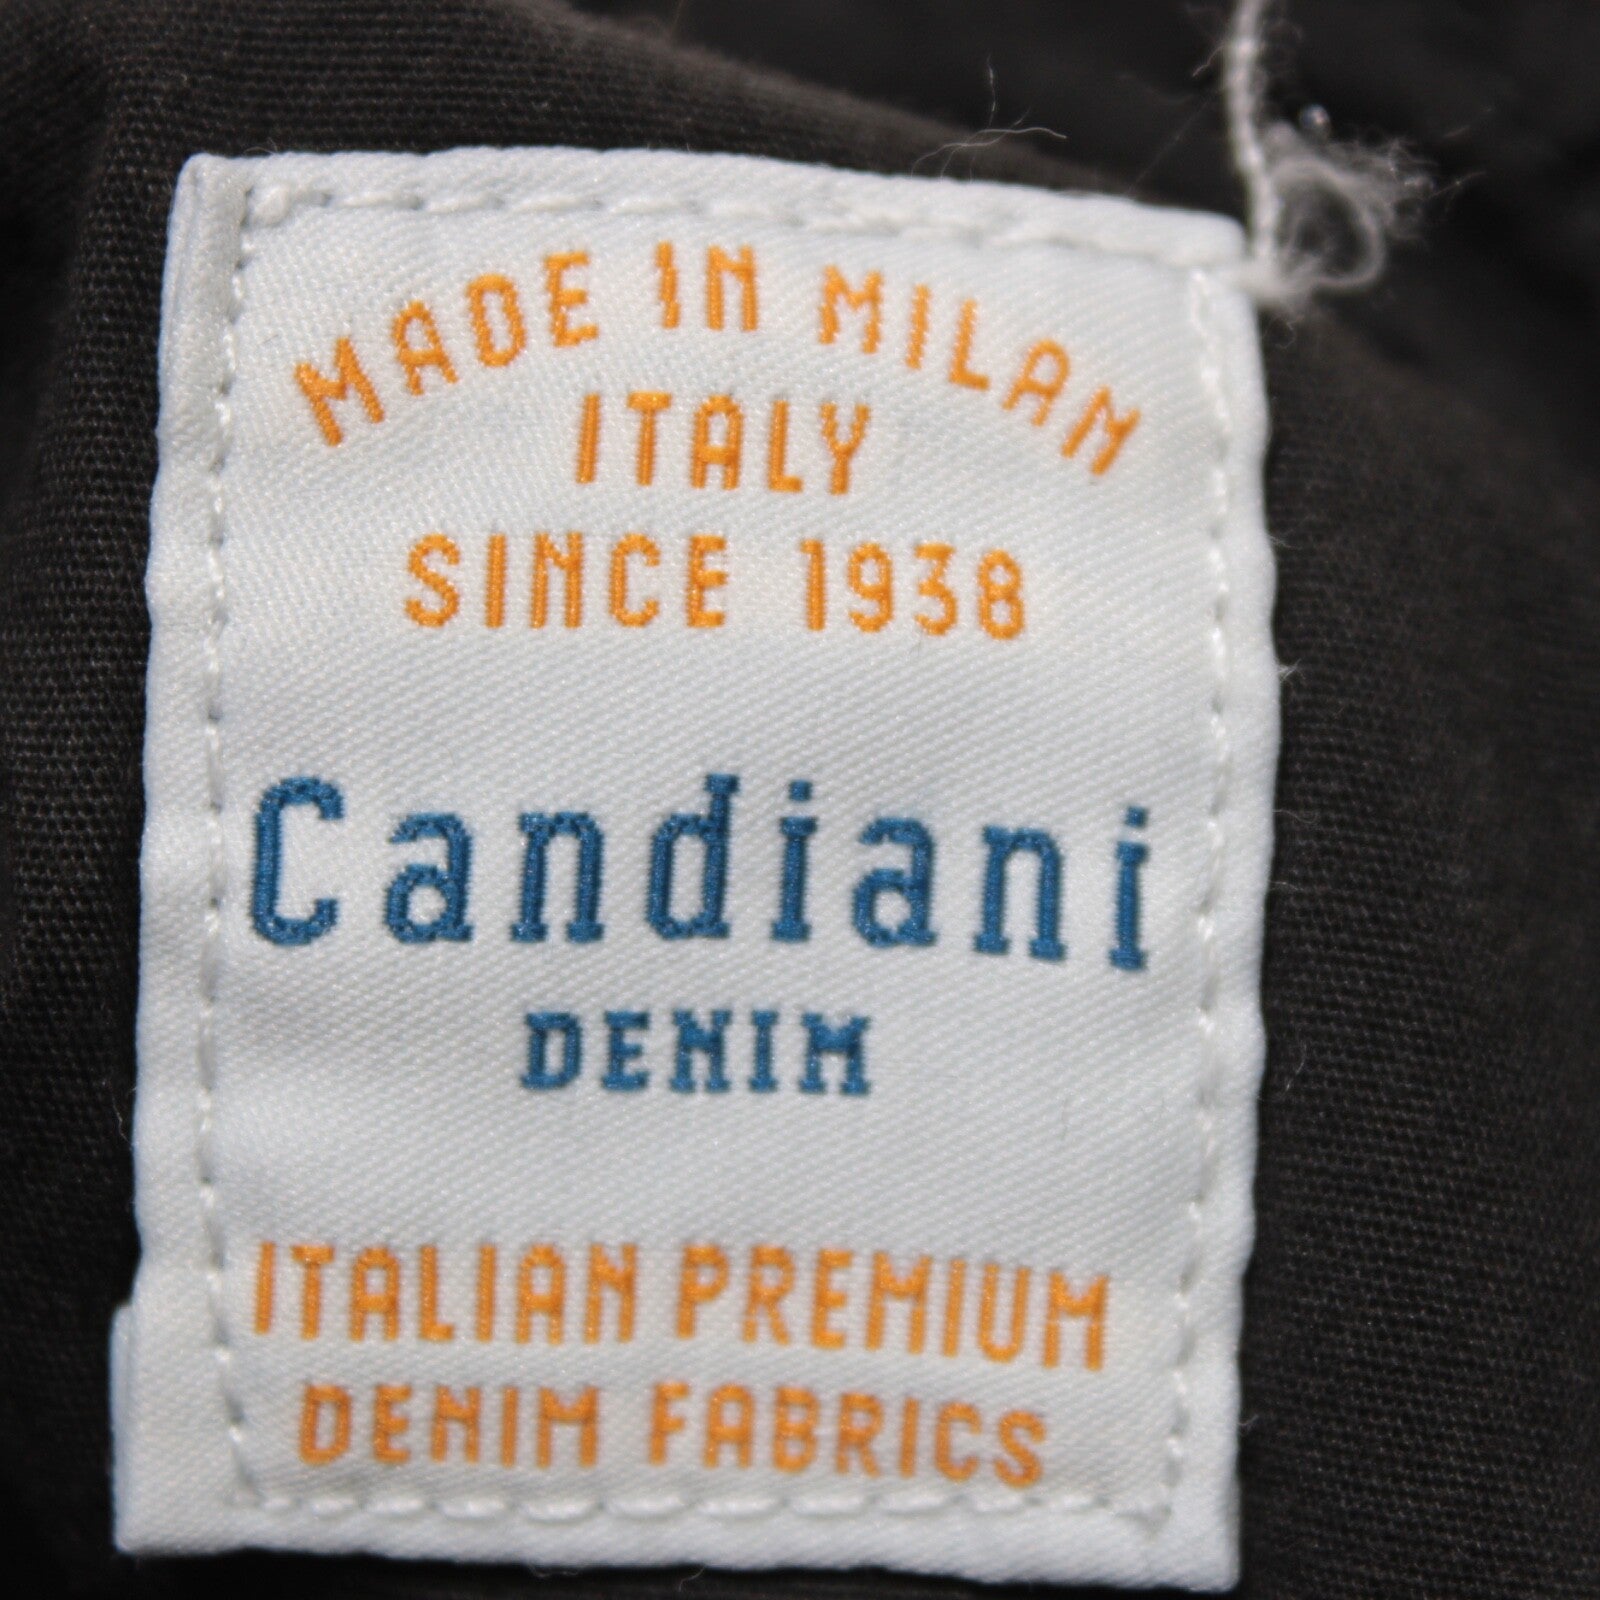 MADE IN MILAN
ITALY
SINCE 1938
Candiani
DENIM
ITALIAN PREMIUM
DENIM FABRICS